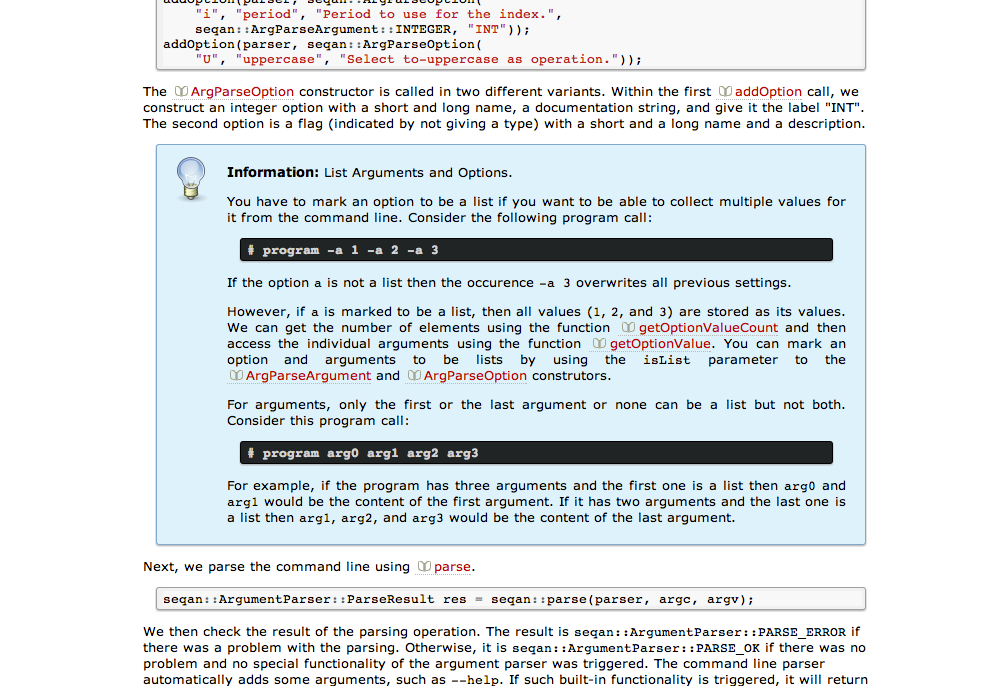 addOption(parser, seqan::ArgParseOption(
"i", "period", "Period to use for the index.",
seqan::ArgParseArgument::INTEGER, "INT"));
addOption(parser, seqan::ArgParseOption(
"U", "uppercase", "Select to-uppercase as operation."));
The ArgParseOption constructor is called in two different variants. Within the first addOption call, we
construct an integer option with a short and long name, a documentation string, and give it the label "INT".
The second option is a flag (indicated by not giving a type) with a short and a long name and a description.
Information: List Arguments and Options.
You have to mark an option to be a list if you want to be able to collect multiple values for
it from the command line. Consider the following program call:
# program -a 1 -a 2 -a 3
If the option a is not a list then the occurence -a 3 overwrites all previous settings.
However, if a is marked to be a list, then all values (1, 2, and 3) are stored as its values.
We can get the number of elements using the function getOptionValueCount and then
access the individual arguments using the function getOptionValue. You can mark an
option and arguments to be lists by using the isList parameter to the
ArgParseArgument and ArgParseOption construtors.
For arguments, only the first or the last argument or none can be a list but not both.
Consider this program call:
# program arg0 arg1 arg2 arg3
For example, if the program has three arguments and the first one is a list then arg0 and
arg1 would be the content of the first argument. If it has two arguments and the last one is
a list then arg1, arg2, and arg3 would be the content of the last argument.
Next, we parse the command line using parse.
seqan::ArgumentParser::ParseResult res = seqan::parse(parser, argc, argv);
We then check the result of the parsing operation. The result is seqan::ArgumentParser::PARSE_ERROR if
there was a problem with the parsing. Otherwise, it is seqan::ArgumentParser::PARSE_OK if there was no
problem and no special functionality of the argument parser was triggered. The command line parser
automatically adds some arguments, such as --help. If such built-in functionality is triggered, it will return